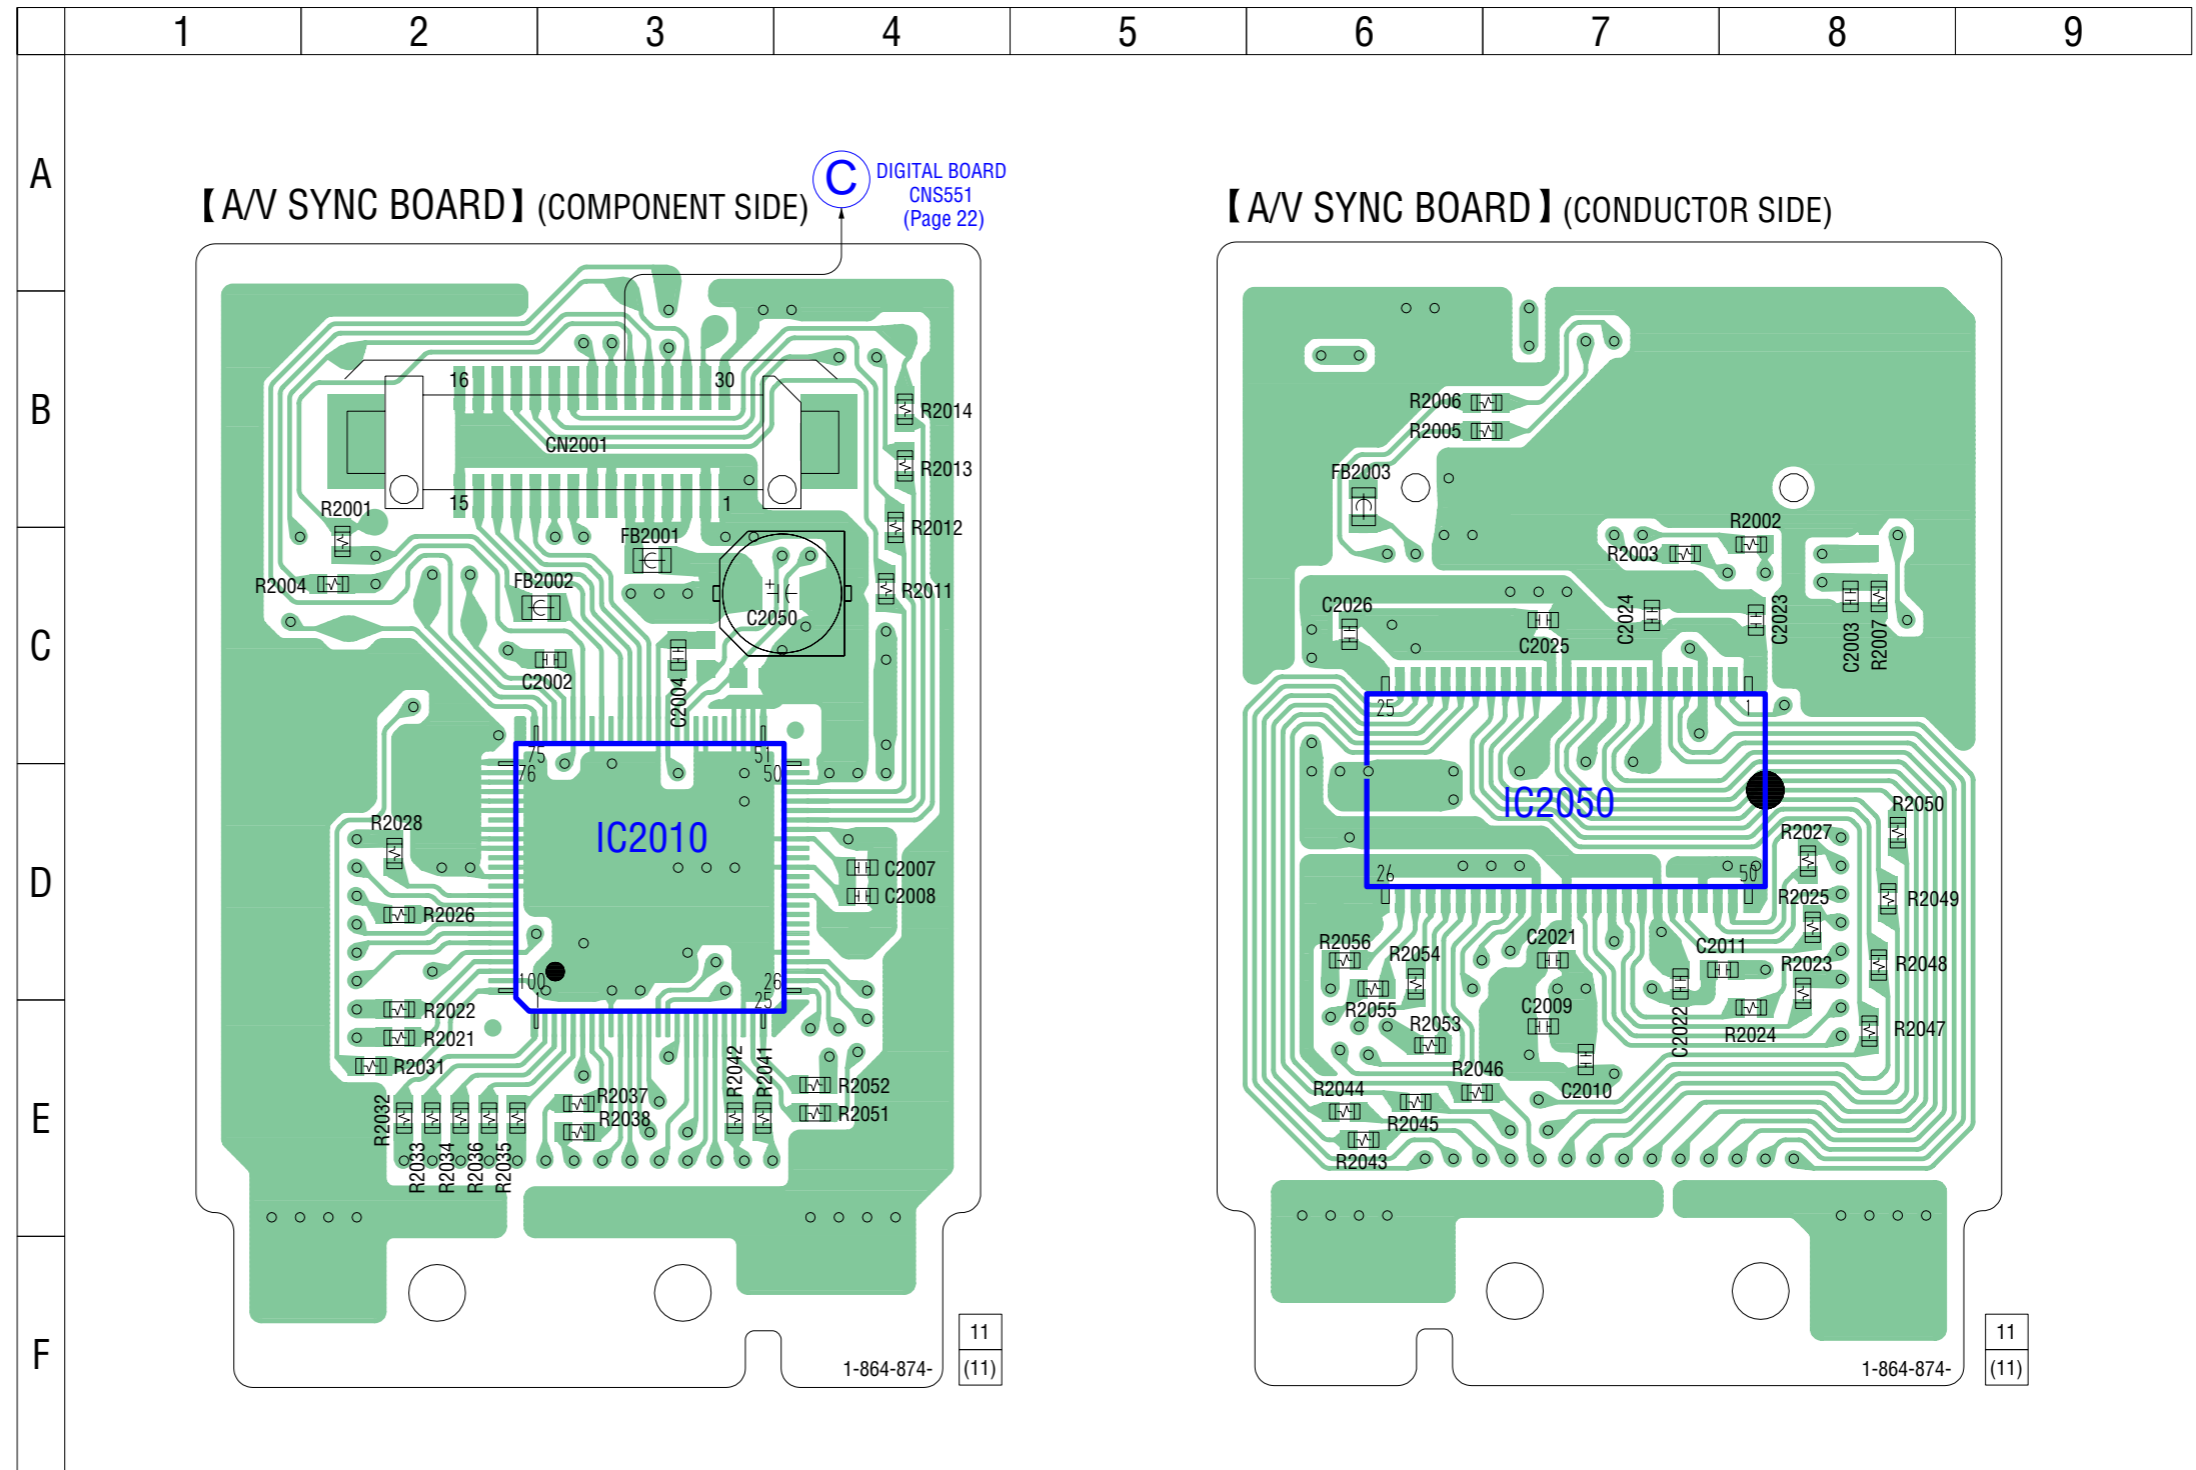 1 2 3 4 5 6 7 8 9
A
B
C
D
E
F
【A/V SYNC BOARD】(COMPONENT SIDE)
C
DIGITAL BOARD
CNS551
(Page 22)
16
30
CN2001
15
1
R2014
R2013
R2012
R2011
R2001
R2004
FB2001
FB2002
C2050
+
C2002
C2004
75
51
76
50
IC2010
R2028
R2026
C2007
C2008
100
26
1
25
R2022
R2021
R2031
R2032
R2033
R2034
R2036
R2035
R2037
R2038
R2042
R2041
R2052
R2051
1-864-874-
11
(11)
【A/V SYNC BOARD】(CONDUCTOR SIDE)
R2006
R2005
FB2003
R2002
R2003
C2026
C2025
C2024
C2023
C2003
R2007
25
1
IC2050
26
50
R2050
R2027
R2025
R2049
R2056
R2054
C2021
C2011
R2023
R2048
R2055
R2053
C2009
C2022
R2024
R2047
R2046
R2044
C2010
R2045
R2043
1-864-874-
11
(11)